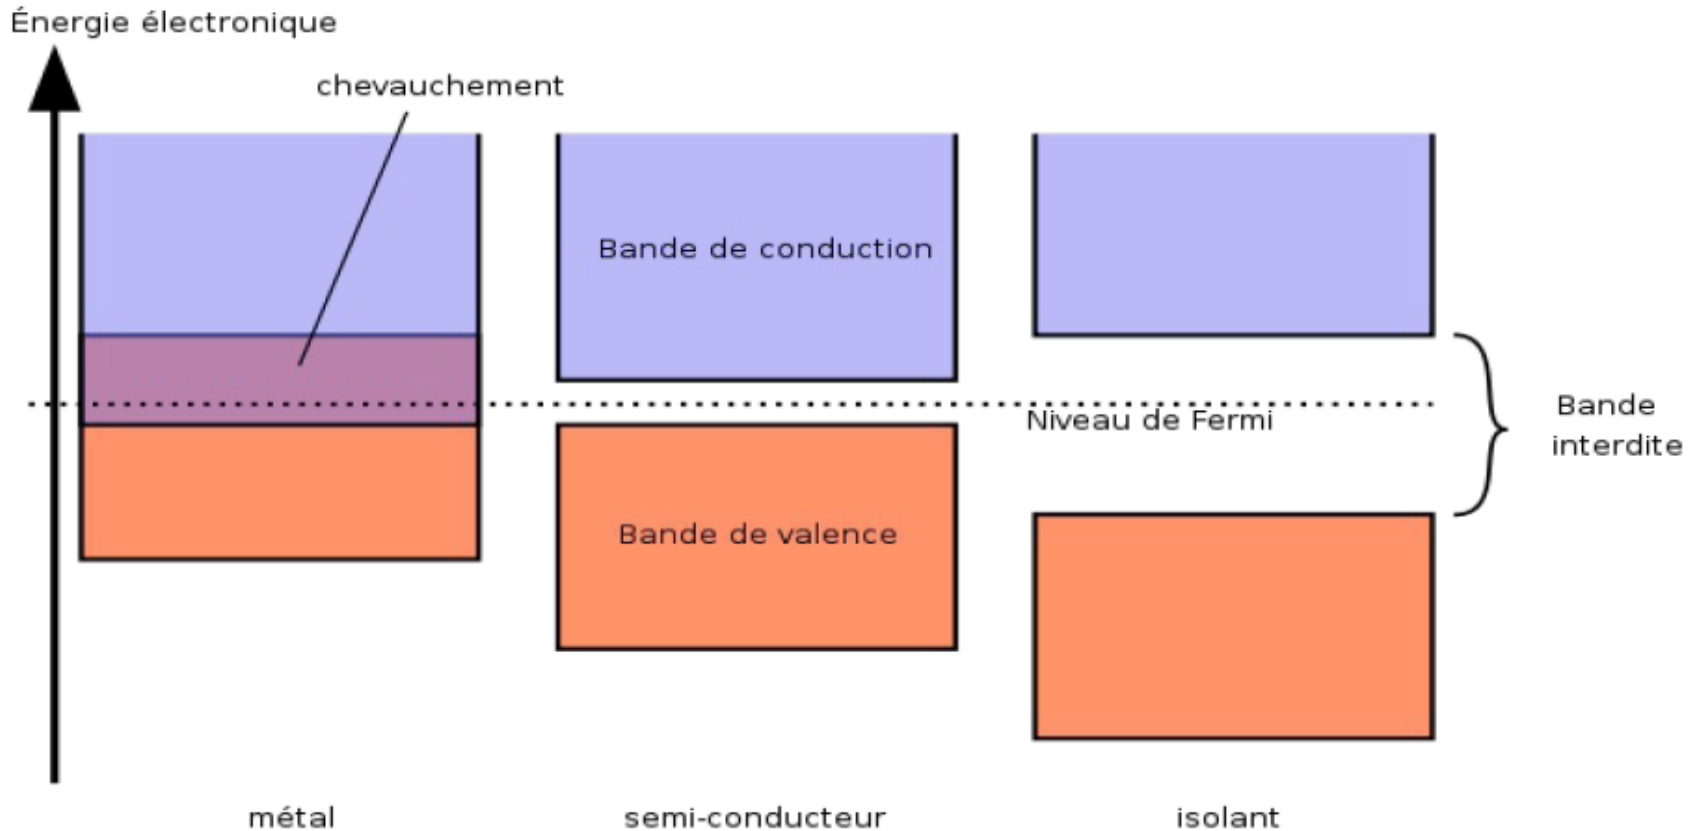 Énergie électronique
chevauchement
Bande de conduction
Niveau de Fermi
Bande
interdite
Bande de valence
métal
semi-conducteur
isolant